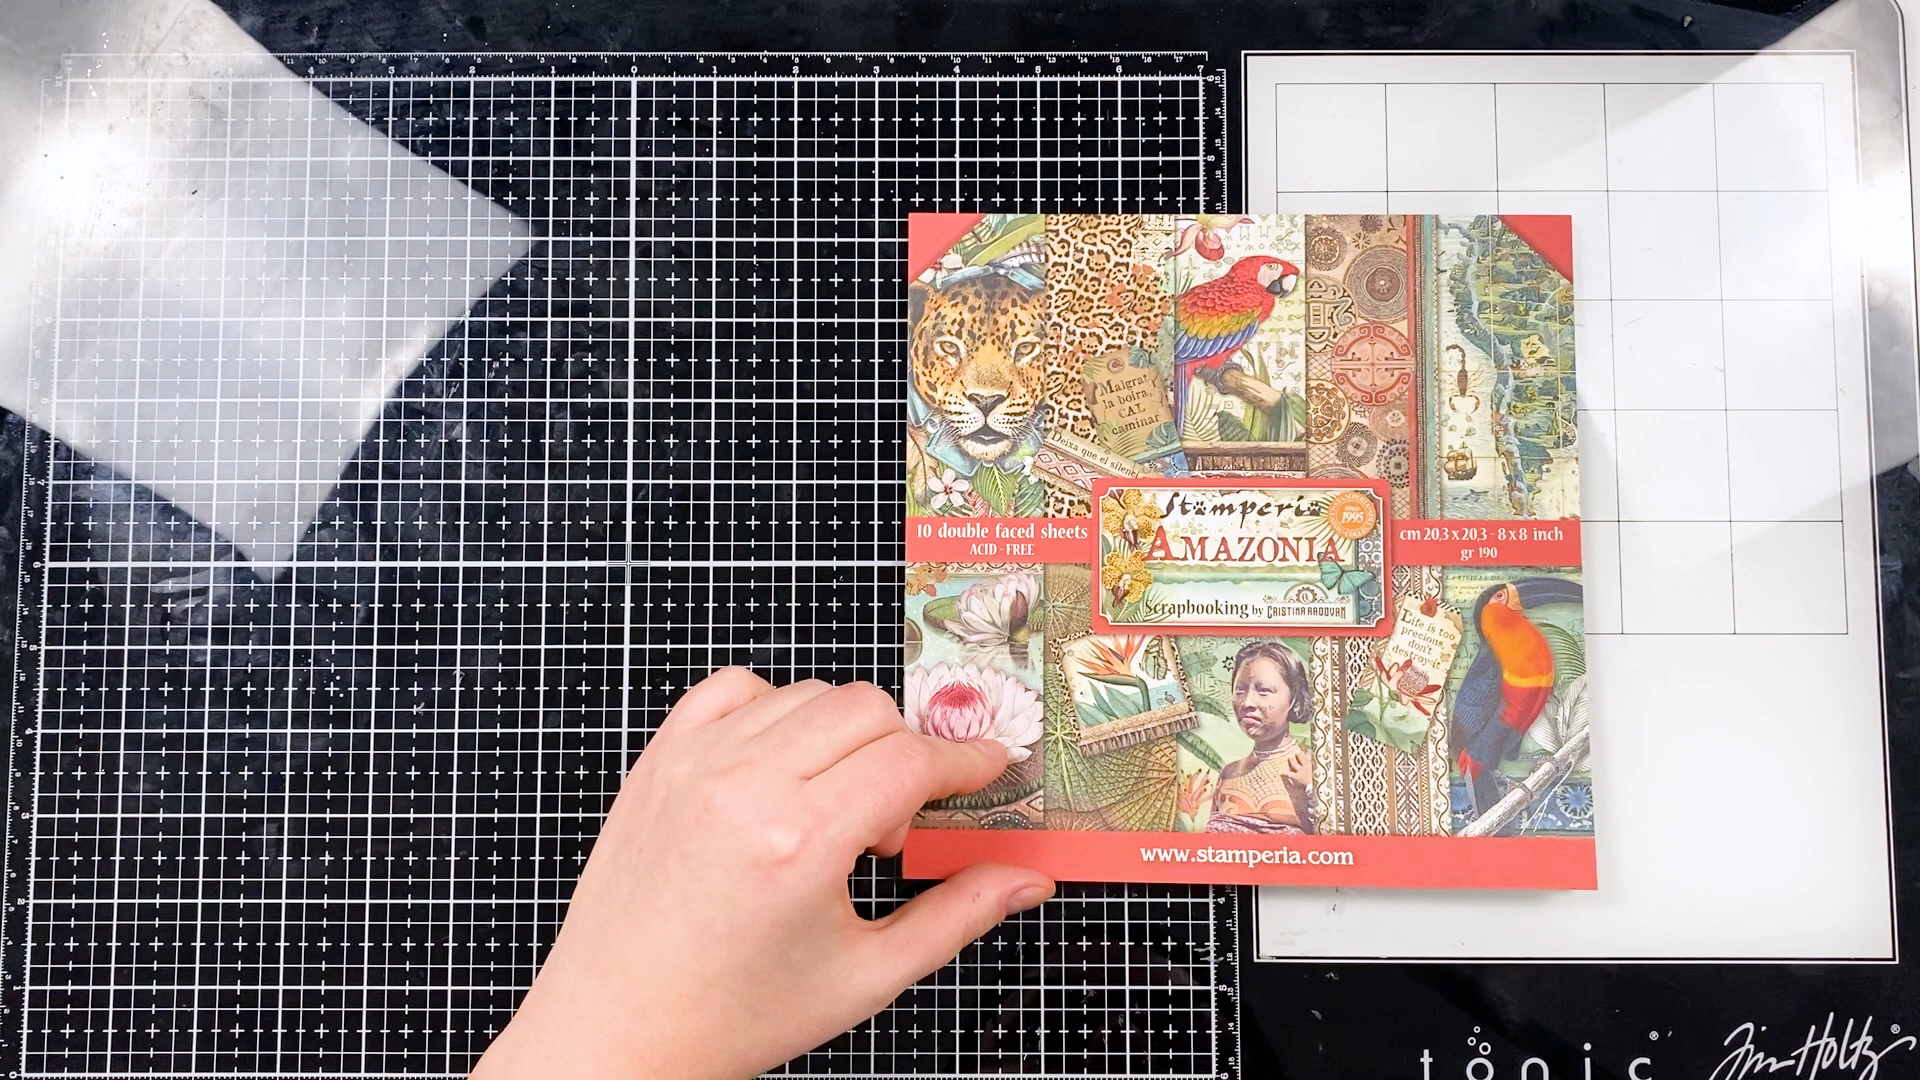 Malgrat
la boira,
CAL
caminar
Deixa que el silenbi
10 double faced sheets
ACID - FREE
Stamperia
Since
1995
AMAZONIA
Scrapbooking by CRISTINA RADOVAN
cm 20,3 x 20,3 - 8 x 8 inch
gr 190
Life is too
precious
don't
destroy it
www.stamperia.com
tonic®
Tim Holtz®